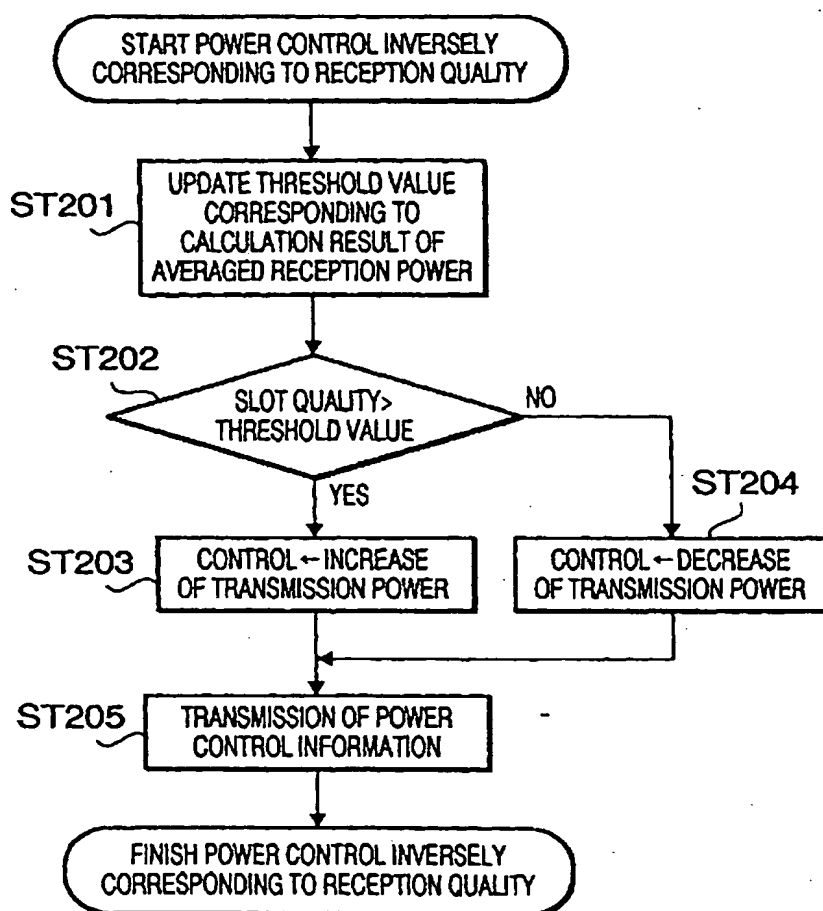 START POWER CONTROL INVERSELY
CORRESPONDING TO RECEPTION QUALITY
ST201
UPDATE THRESHOLD VALUE
CORRESPONDING TO
CALCULATION RESULT OF
AVERAGED RECEPTION POWER
ST202
SLOT QUALITY>
THRESHOLD VALUE
NO
YES
ST203
CONTROL←INCREASE
OF TRANSMISSION POWER
ST204
CONTROL←DECREASE
OF TRANSMISSION POWER
ST205
TRANSMISSION OF POWER
CONTROL INFORMATION
FINISH POWER CONTROL INVERSELY
CORRESPONDING TO RECEPTION QUALITY